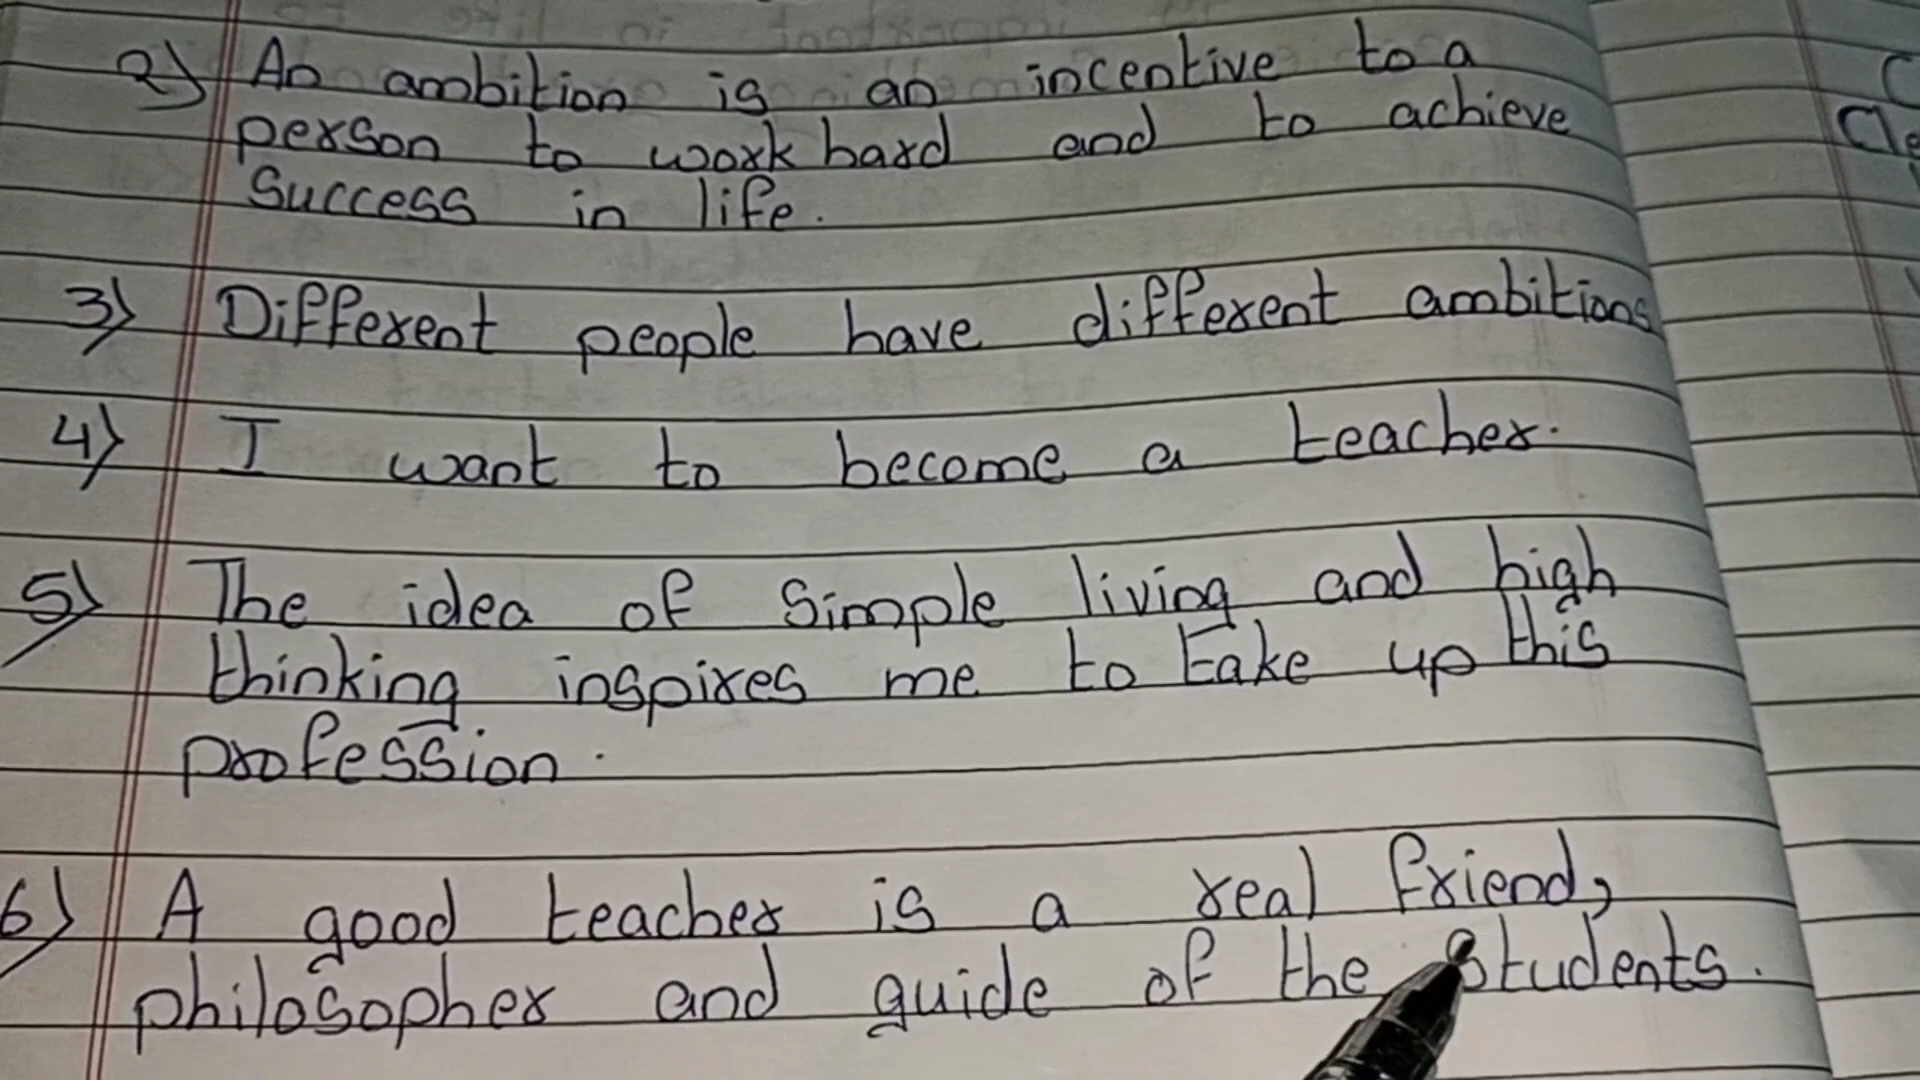 2) An ambition is an incentive to a
person to work hard and to achieve
Success in life.
3) Different people have different ambitions
4) I want to become a teacher.
5) The idea of Simple living and high
thinking inspires me to take up this
profession.
6) A good teacher is a real friend,
philosopher and guide of the students.